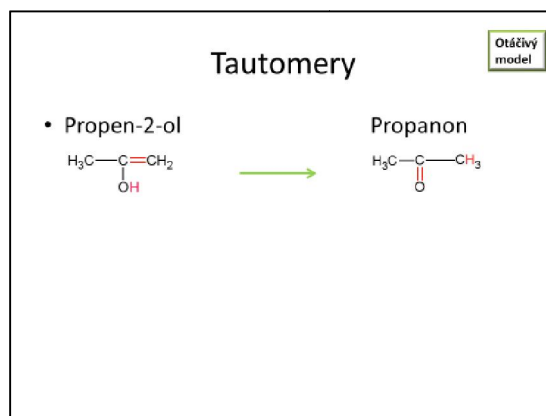 Tautomery
Otáčivý
model
• Propen-2-ol
Propanon
H₃C C CH₂
OH
H₃C C CH₃
O